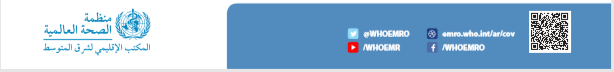 منظمة
الصحة العالمية
المكتب الإقليمي لشرق المتوسط
@WHOEMRO
emro.who.int/ar/cov
/WHOEMR
/WHOEMRO